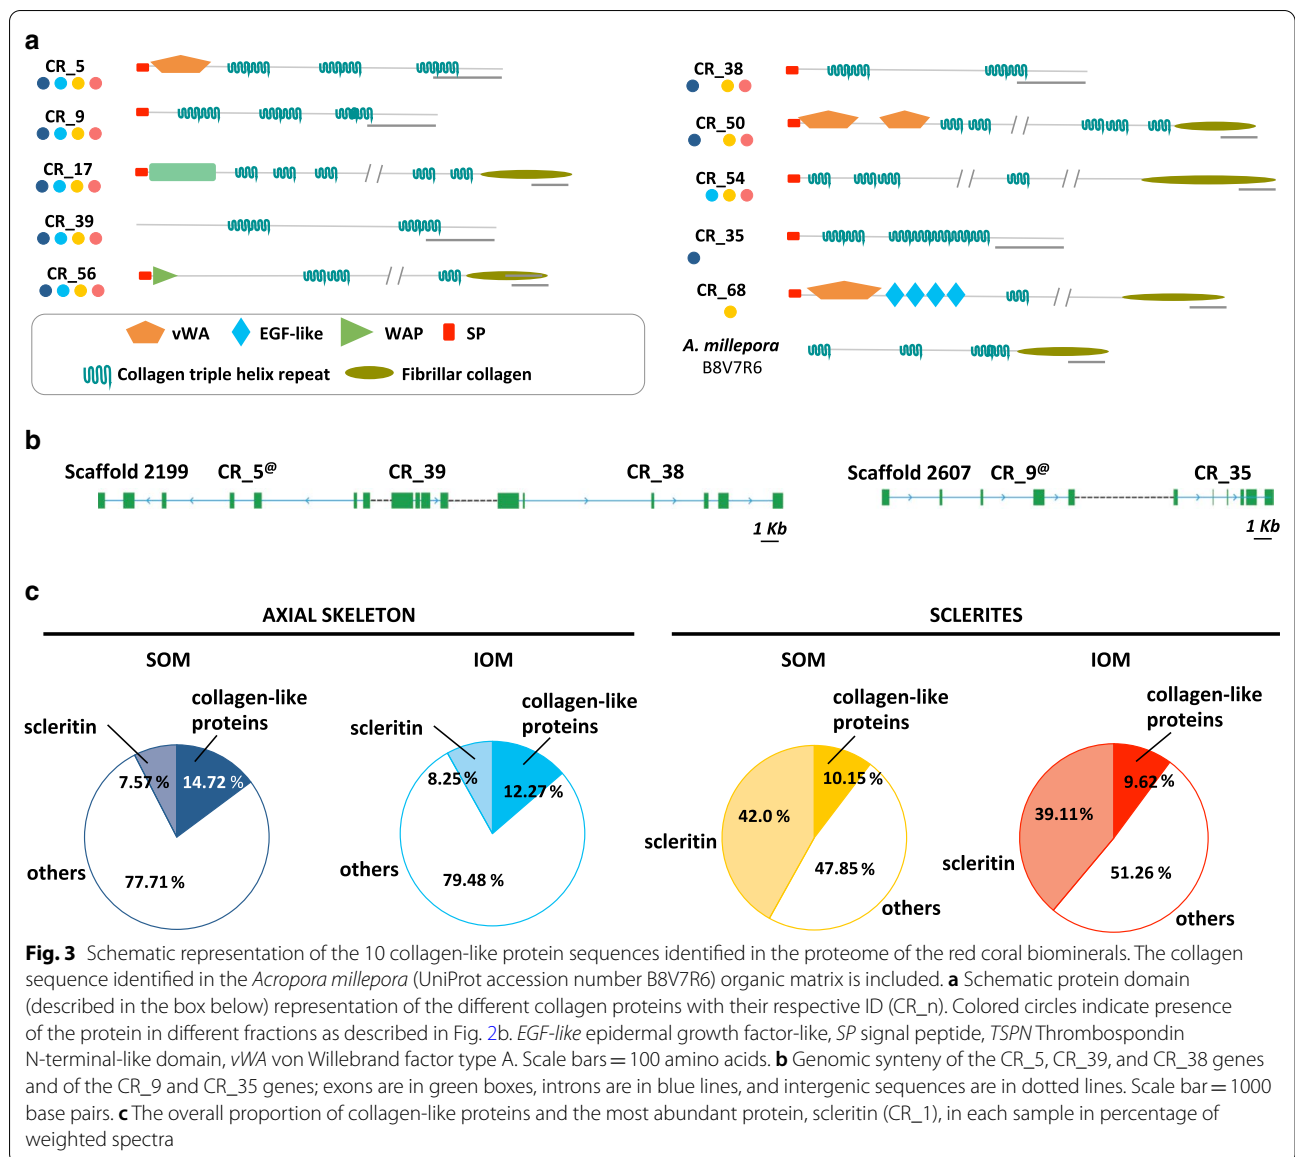 a
CR_5
CR_9
CR_17
CR_39
CR_56
CR_38
CR_50
CR_54
CR_35
CR_68
A. millepora
B8V7R6
vWA
EGF-like
WAP
SP
Collagen triple helix repeat
Fibrillar collagen
b
Scaffold 2199 CR_5@ CR_39 CR_38
1 Kb
Scaffold 2607 CR_9@ CR_35
1 Kb
c
AXIAL SKELETON
SOM
scleritin
collagen-like
proteins
7.57 %
14.72 %
others
77.71 %
IOM
scleritin
collagen-like
proteins
8.25 %
12.27 %
others
79.48 %
SCLERITES
SOM
collagen-like
proteins
10.15 %
42.0 %
scleritin
47.85 %
others
IOM
collagen-like
proteins
9.62 %
39.11%
scleritin
51.26 %
others
Fig. 3 Schematic representation of the 10 collagen-like protein sequences identified in the proteome of the red coral biominerals. The collagen
sequence identified in the Acropora millepora (UniProt accession number B8V7R6) organic matrix is included. a Schematic protein domain
(described in the box below) representation of the different collagen proteins with their respective ID (CR_n). Colored circles indicate presence
of the protein in different fractions as described in Fig. 2b. EGF-like epidermal growth factor-like, SP signal peptide, TSPN Thrombospondin
N-terminal-like domain, vWA von Willebrand factor type A. Scale bars = 100 amino acids. b Genomic synteny of the CR_5, CR_39, and CR_38 genes
and of the CR_9 and CR_35 genes; exons are in green boxes, introns are in blue lines, and intergenic sequences are in dotted lines. Scale bar = 1000
base pairs. c The overall proportion of collagen-like proteins and the most abundant protein, scleritin (CR_1), in each sample in percentage of
weighted spectra